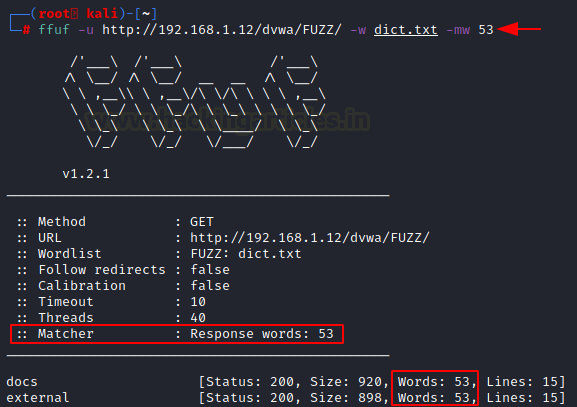 ┌──(root💀 kali)-[~]
└─# ffuf -u http://192.168.1.12/dvwa/FUZZ/ -w dict.txt -mw 53
www.hackingarticles.in
v1.2.1
:: Method : GET
:: URL : http://192.168.1.12/dvwa/FUZZ/
:: Wordlist : FUZZ: dict.txt
:: Follow redirects : false
:: Calibration : false
:: Timeout : 10
:: Threads : 40
:: Matcher : Response words: 53
docs [Status: 200, Size: 920, Words: 53, Lines: 15]
external [Status: 200, Size: 898, Words: 53, Lines: 15]